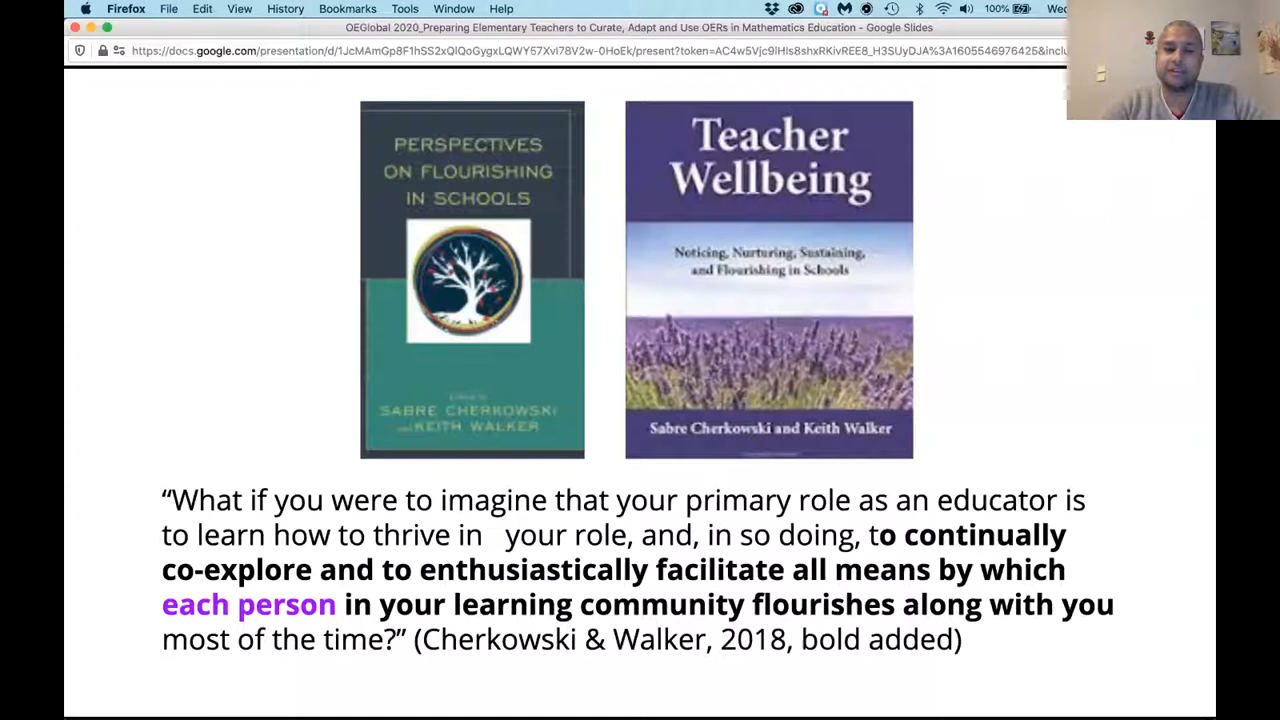 Firefox File Edit View History Bookmarks Tools Window Help 100% Wed
OEGlobal 2020_Preparing Elementary Teachers to Curate, Adapt and Use OERs in Mathematics Education - Google Slides
PERSPECTIVES
ON FLOURISHING
IN SCHOOLS
SABRE CHERKOWSKI
AND KEITH WALKER
Teacher
Wellbeing
Noticing, Nurturing, Sustaining,
and Flourishing in Schools
Sabre Cherkowski and Keith Walker
“What if you were to imagine that your primary role as an educator is
to learn how to thrive in your role, and, in so doing, to continually
co-explore and to enthusiastically facilitate all means by which
each person in your learning community flourishes along with you
most of the time?” (Cherkowski & Walker, 2018, bold added)